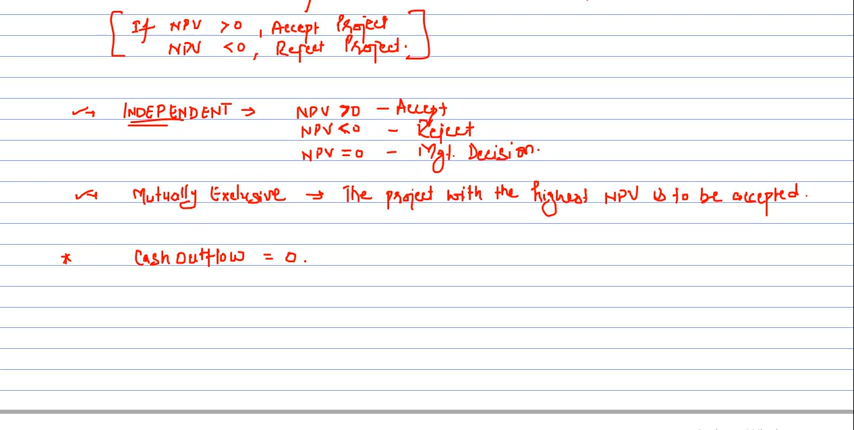 If NPV >0, Accept Project
NPV <0, Reject Project.
INDEPENDENT → NPV >0 - Accept
NPV <0 - Reject
NPV =0 - Mgt. Decision.
Mutually Exclusive → The project with the highest NPV is to be accepted.
* Cash Outflow = 0.